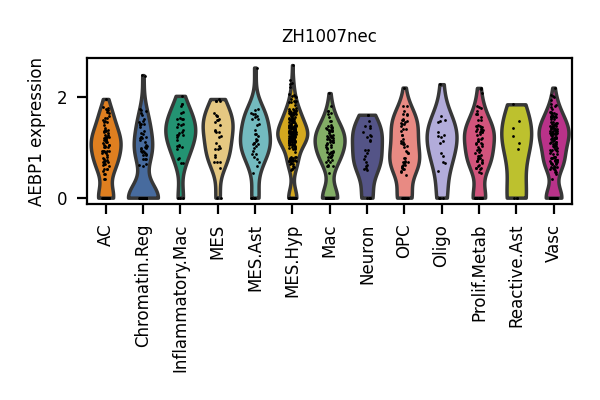 ZH1007nec
AEBP1 expression
2
0
AC
Chromatin.Reg
Inflammatory.Mac
MES
MES.Ast
MES.Hyp
Mac
Neuron
OPC
Oligo
Prolif.Metab
Reactive.Ast
Vasc